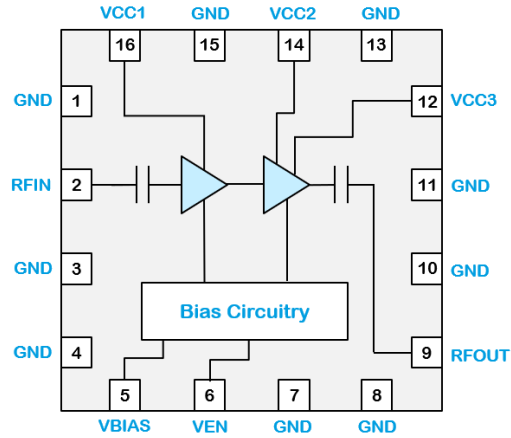 VCC1 GND VCC2 GND
16 15 14 13
GND 1 12 VCC3
RFIN 2 11 GND
GND 3 10 GND
Bias Circuitry
GND 4 9 RFOUT
5 6 7 8
VBIAS VEN GND GND